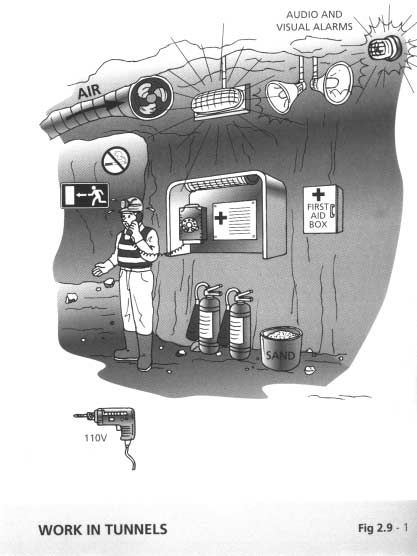 AUDIO AND
VISUAL ALARMS
AIR
FIRST
AID
BOX
SAND
110V
WORK IN TUNNELS
Fig 2.9 - 1